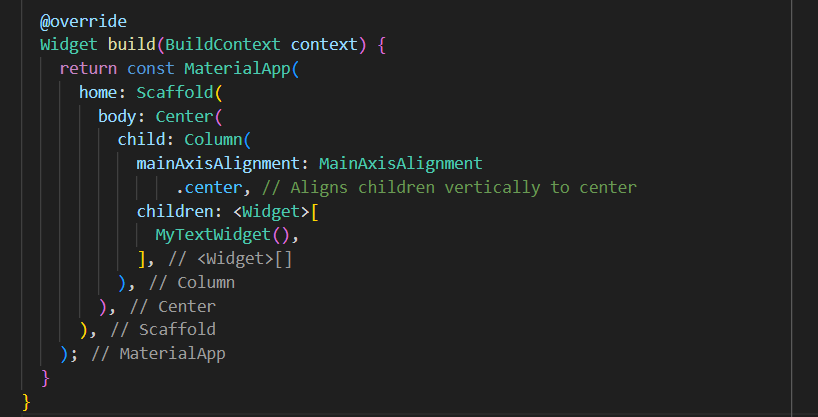 @override
Widget build(BuildContext context) {
return const MaterialApp(
home: Scaffold(
body: Center(
child: Column(
mainAxisAlignment: MainAxisAlignment
.center, // Aligns children vertically to center
children: <Widget>[
MyTextWidget(),
], // <Widget>[]
), // Column
), // Center
), // Scaffold
); // MaterialApp
}
}